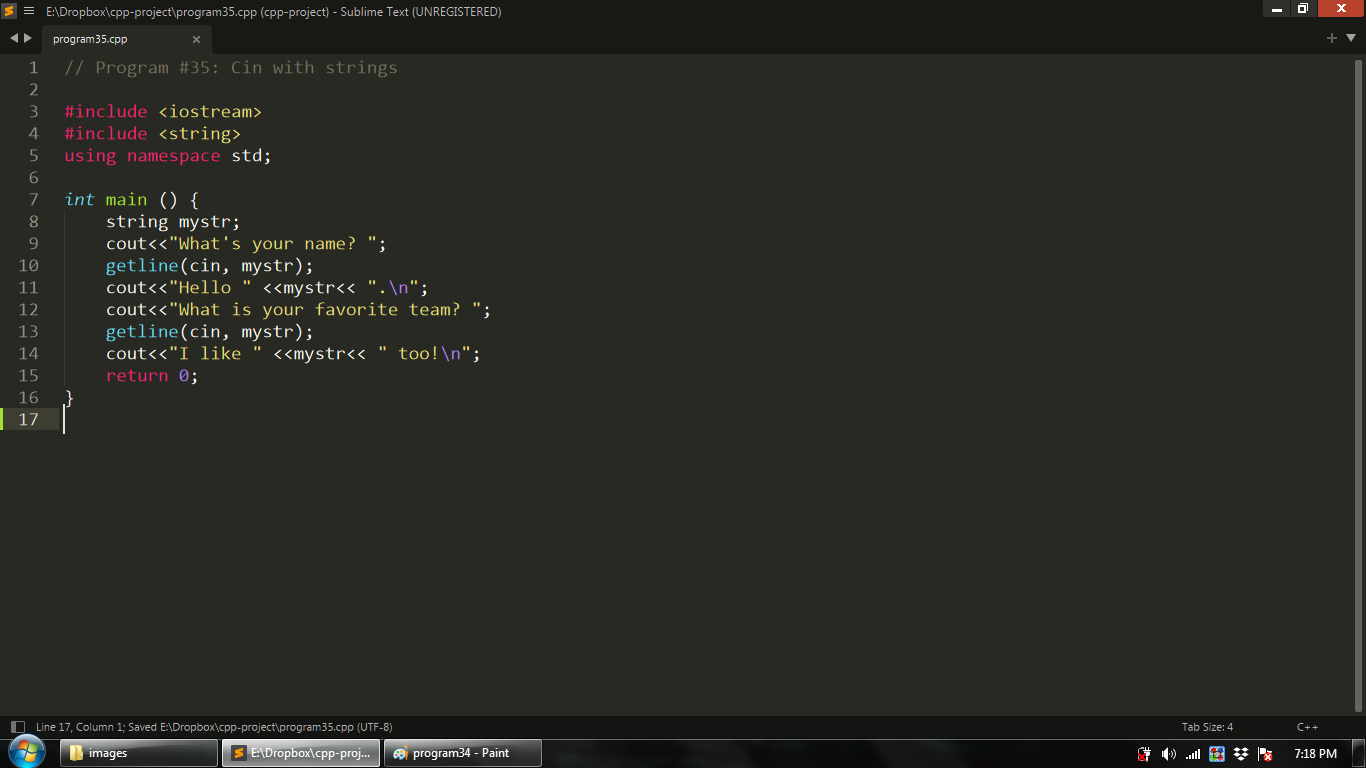 E:\Dropbox\cpp-project\program35.cpp (cpp-project) - Sublime Text (UNREGISTERED)
program35.cpp
1 // Program #35: Cin with strings
2
3 #include <iostream>
4 #include <string>
5 using namespace std;
6
7 int main () {
8     string mystr;
9     cout<<"What's your name? ";
10     getline(cin, mystr);
11     cout<<"Hello " <<mystr<< ".\n";
12     cout<<"What is your favorite team? ";
13     getline(cin, mystr);
14     cout<<"I like " <<mystr<< " too!\n";
15     return 0;
16 }
17
Line 17, Column 1; Saved E:\Dropbox\cpp-project\program35.cpp (UTF-8) Tab Size: 4 C++
images E:\Dropbox\cpp-proj... program34 - Paint 7:18 PM